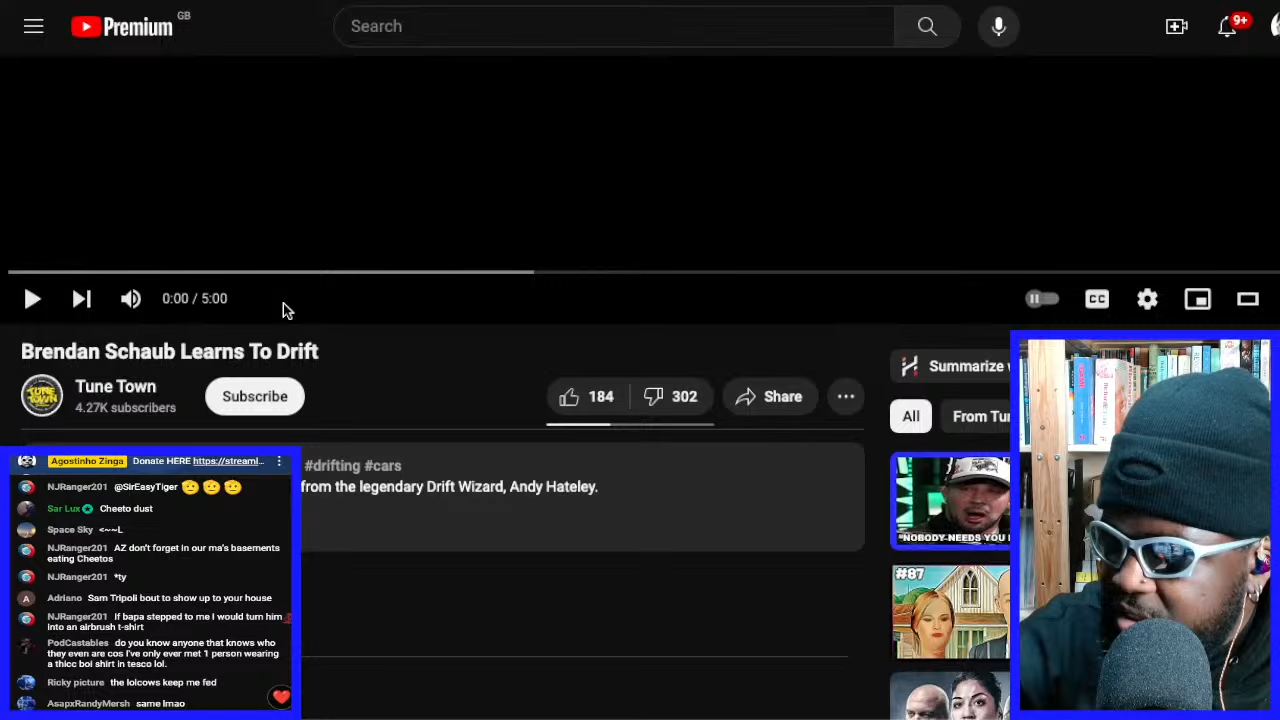 Premium GB
Search
9+
0:00 / 5:00
CC
Brendan Schaub Learns To Drift
Tune Town
4.27K subscribers
Subscribe
184
302
Share
Summarize
All
From Tu
#drifting #cars
from the legendary Drift Wizard, Andy Hateley.
"NOBODY NEEDS YOU
#87
Agostinho Zinga Donate HERE https://streaml...
NJRanger201 @SirEasyTiger
Sar Lux Cheeto dust
Space Sky <~~L
NJRanger201 AZ don't forget in our ma's basements
eating Cheetos
NJRanger201 *ty
A
Adriano Sam Tripoli bout to show up to your house
NJRanger201 If bapa stepped to me I would turn him
into an airbrush t-shirt
PodCastables do you know anyone that knows who
they even are cos I've only ever met 1 person wearing
a thicc boi shirt in tesco lol.
Ricky picture the lolcows keep me fed
AsapxRandyMersh same lmao